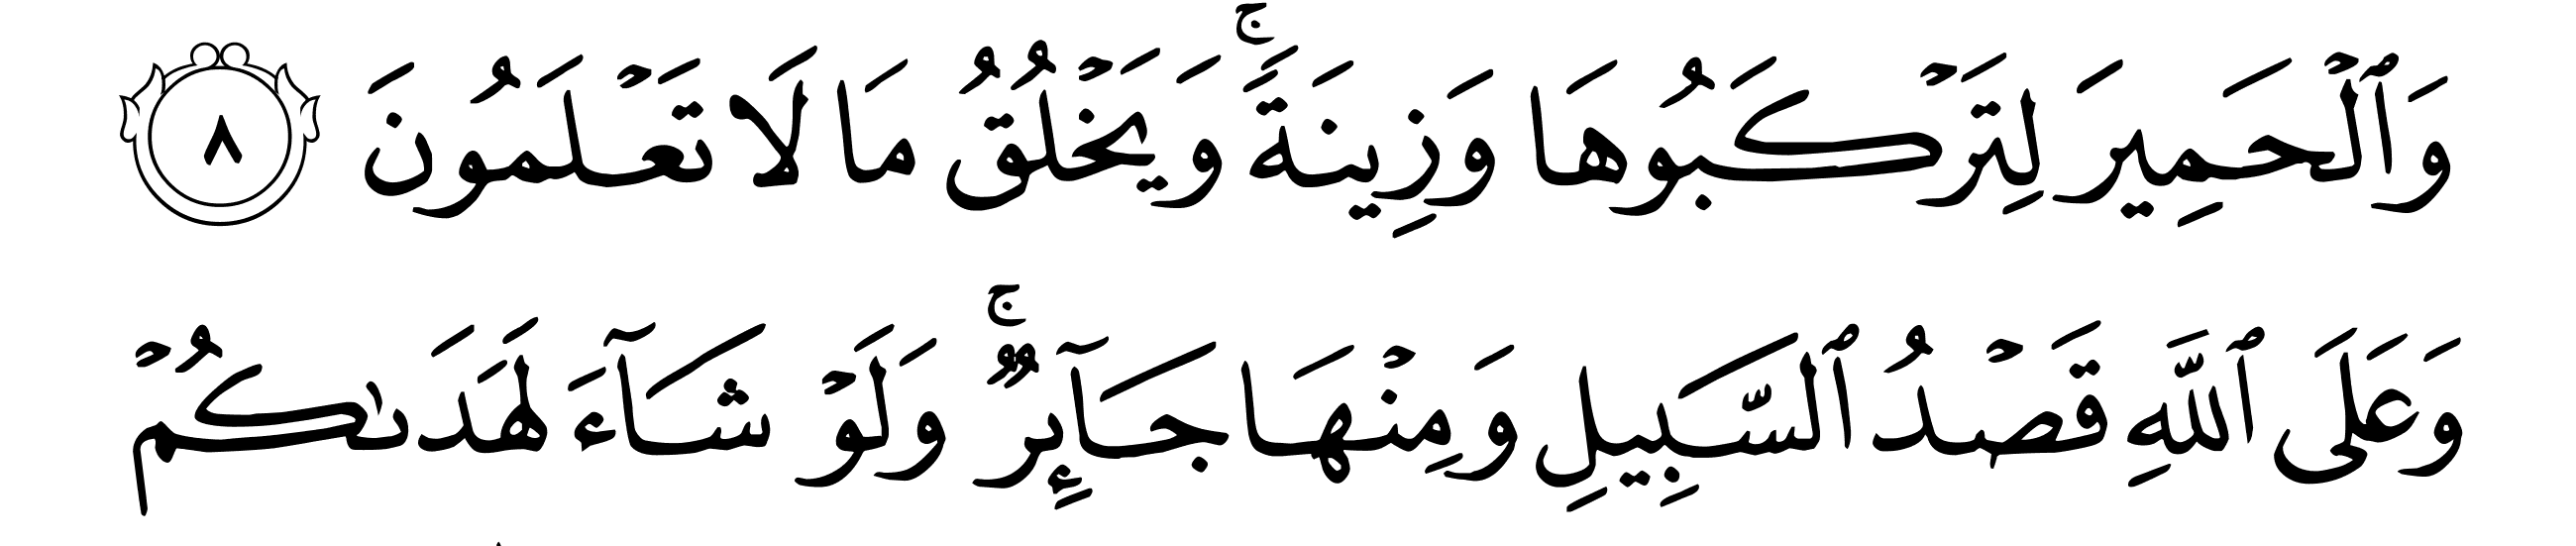 وَٱلْحَمِيرَ لِتَرْكَبُوهَا وَزِينَةًۚ وَيَخْلُقُ مَا لَا تَعْلَمُونَ ٨
وَعَلَى ٱللَّهِ قَصْدُ ٱلسَّبِيلِ وَمِنْهَا جَآئِرٌۚ وَلَوْ شَآءَ لَهَدَىٰكُمْ